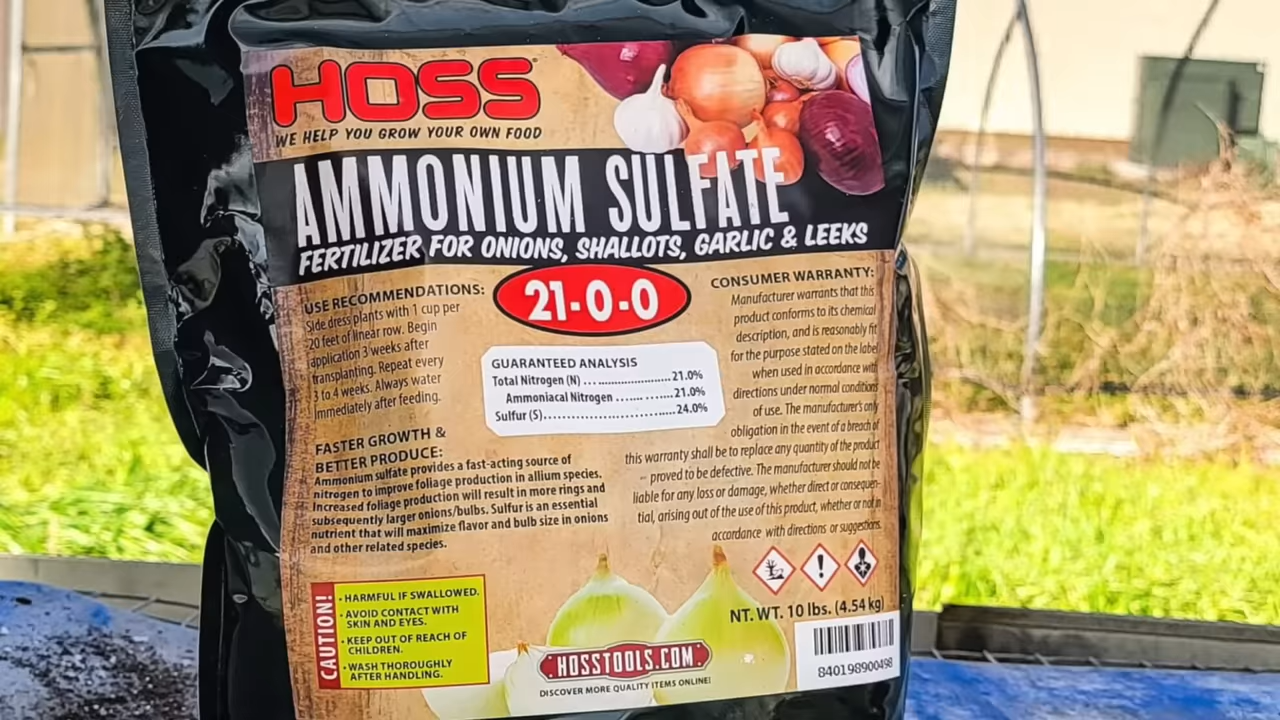 HOSS
WE HELP YOU GROW YOUR OWN FOOD
AMMONIUM SULFATE
FERTILIZER FOR ONIONS, SHALLOTS, GARLIC & LEEKS
21-0-0
USE RECOMMENDATIONS:
Side dress plants with 1 cup per
20 feet of linear row. Begin
application 3 weeks after
transplanting. Repeat every
3 to 4 weeks. Always water
immediately after feeding.
FASTER GROWTH &
BETTER PRODUCE:
Ammonium sulfate provides a fast-acting source of
nitrogen to improve foliage production in allium species.
Increased foliage production will result in more rings and
subsequently larger onions/bulbs. Sulfur is an essential
nutrient that will maximize flavor and bulb size in onions
and other related species.
GUARANTEED ANALYSIS
Total Nitrogen (N) ........................21.0%
Ammoniacal Nitrogen ..............21.0%
Sulfur (S)..................................24.0%
CONSUMER WARRANTY:
Manufacturer warrants that this
product conforms to its chemical
description, and is reasonably fit
for the purpose stated on the label
when used in accordance with
directions under normal conditions
of use. The manufacturer's only
obligation in the event of a breach of
this warranty shall be to replace any quantity of the product
proved to be defective. The manufacturer should not be
liable for any loss or damage, whether direct or consequen-
tial, arising out of the use of this product, whether or not in
accordance with directions or suggestions.
CAUTION!
• HARMFUL IF SWALLOWED.
• AVOID CONTACT WITH
SKIN AND EYES.
• KEEP OUT OF REACH OF
CHILDREN.
• WASH THOROUGHLY
AFTER HANDLING.
HOSSTOOLS.COM
DISCOVER MORE QUALITY ITEMS ONLINE!
NT. WT. 10 lbs. (4.54 kg)
840198900498